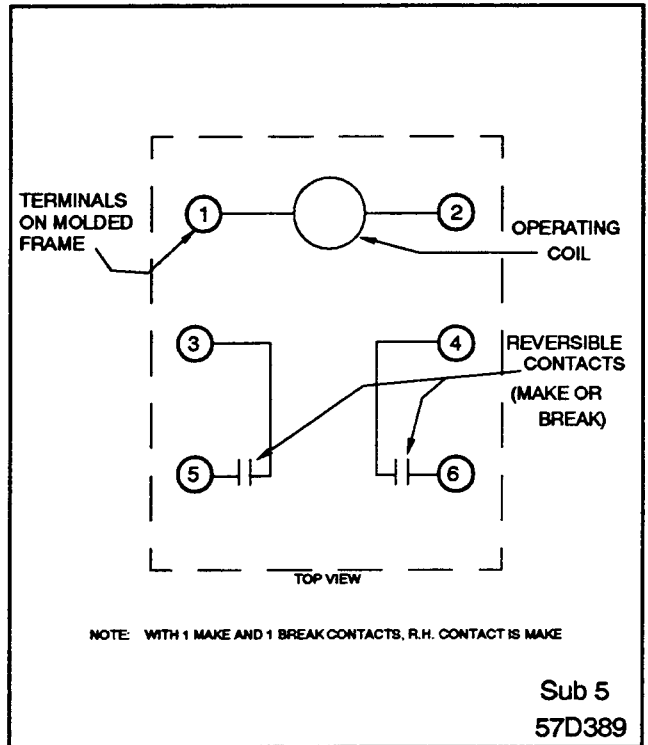 TERMINALS
ON MOLDED
FRAME
1
2
OPERATING
COIL
3
4
REVERSIBLE
CONTACTS
(MAKE OR
BREAK)
5
6
TOP VIEW
NOTE: WITH 1 MAKE AND 1 BREAK CONTACTS, R.H. CONTACT IS MAKE
Sub 5
57D389